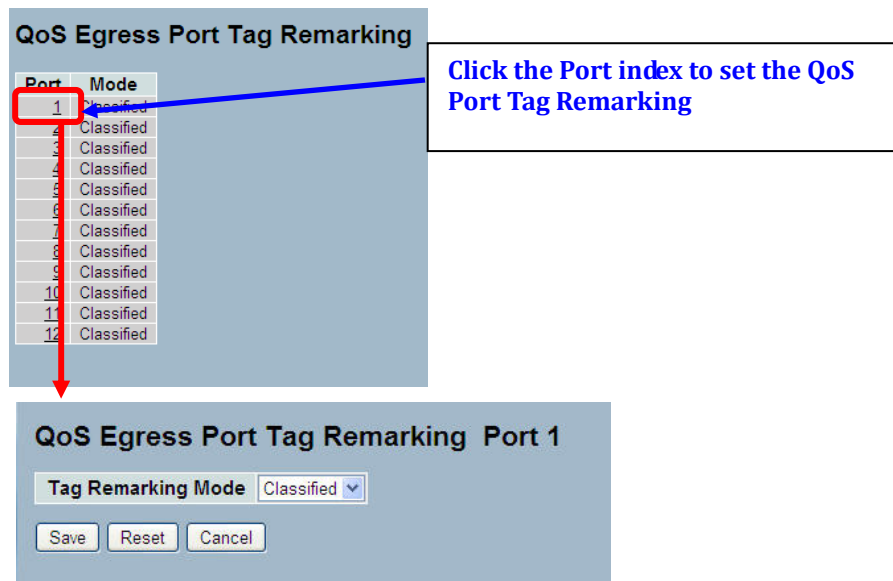 QoS Egress Port Tag Remarking
Port Mode
1 Classified
2 Classified
3 Classified
4 Classified
5 Classified
6 Classified
7 Classified
8 Classified
9 Classified
10 Classified
11 Classified
12 Classified
Click the Port index to set the QoS
Port Tag Remarking
QoS Egress Port Tag Remarking Port 1
Tag Remarking Mode Classified
Save Reset Cancel